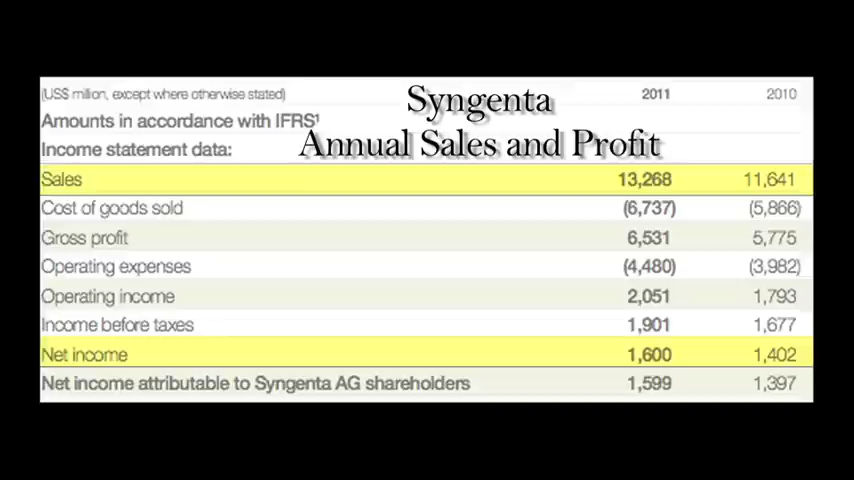 Syngenta
Annual Sales and Profit
(US$ million, except where otherwise stated) 2011 2010
Amounts in accordance with IFRS¹
Income statement data:
Sales 13,268 11,641
Cost of goods sold (6,737) (5,866)
Gross profit 6,531 5,775
Operating expenses (4,480) (3,982)
Operating income 2,051 1,793
Income before taxes 1,901 1,677
Net income 1,600 1,402
Net income attributable to Syngenta AG shareholders 1,599 1,397